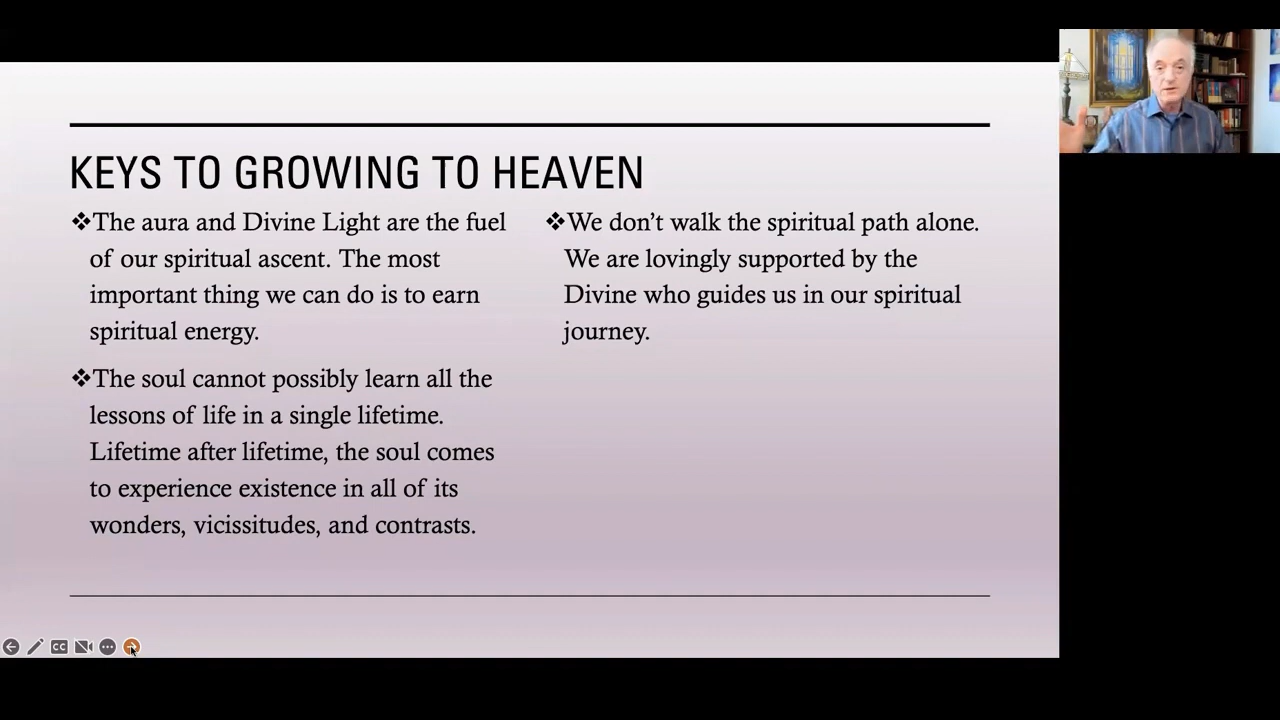 KEYS TO GROWING TO HEAVEN
❖The aura and Divine Light are the fuel
of our spiritual ascent. The most
important thing we can do is to earn
spiritual energy.
❖The soul cannot possibly learn all the
lessons of life in a single lifetime.
Lifetime after lifetime, the soul comes
to experience existence in all of its
wonders, vicissitudes, and contrasts.
❖We don’t walk the spiritual path alone.
We are lovingly supported by the
Divine who guides us in our spiritual
journey.
CC